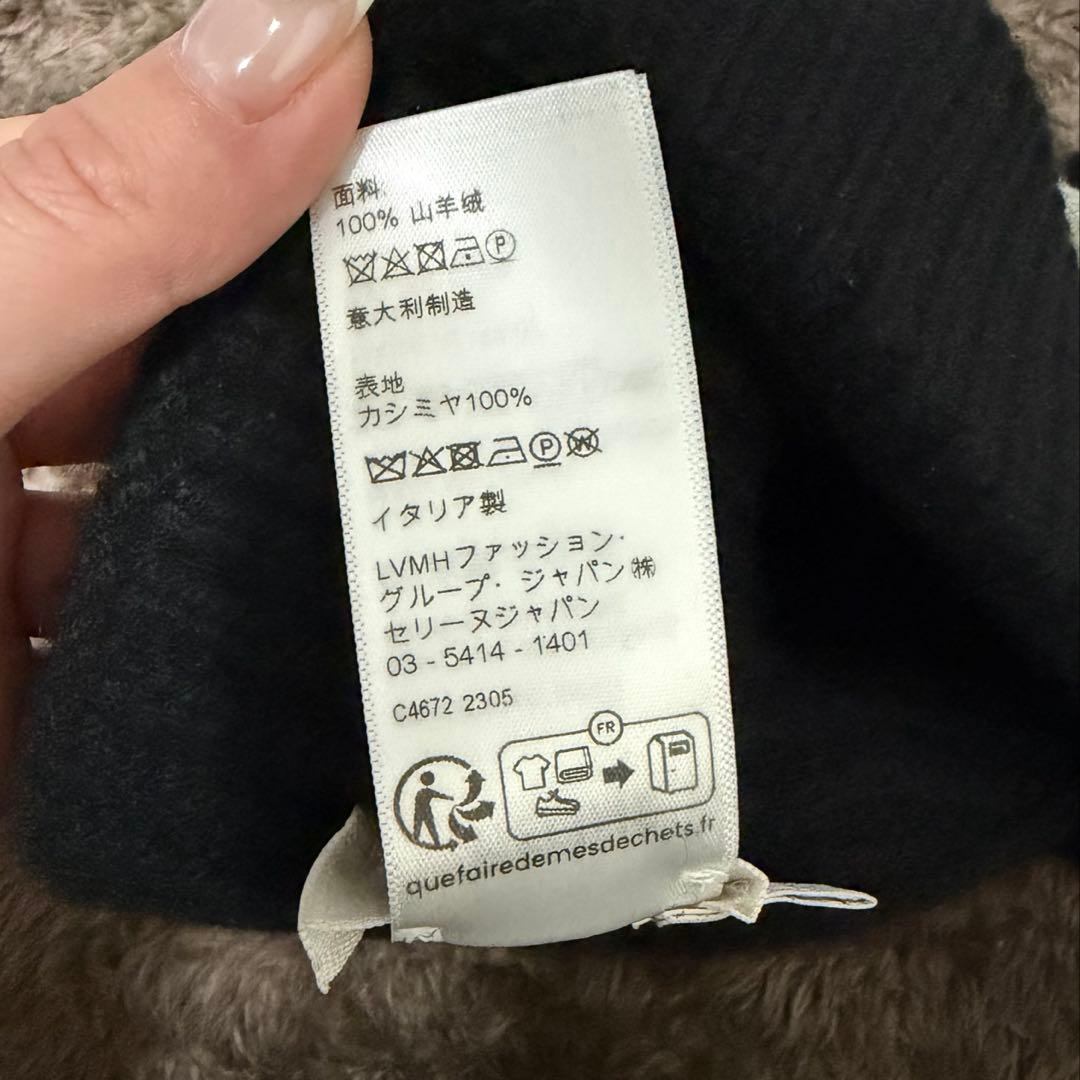 面料
100% 山羊绒
P
意大利制造
表地
カシミヤ100%
P W
イタリア製
LVMHファッション・
グループ・ジャパン㈱
セリーヌジャパン
03 - 5414 - 1401
C4672 2305
FR
quefairedemesdechets.fr